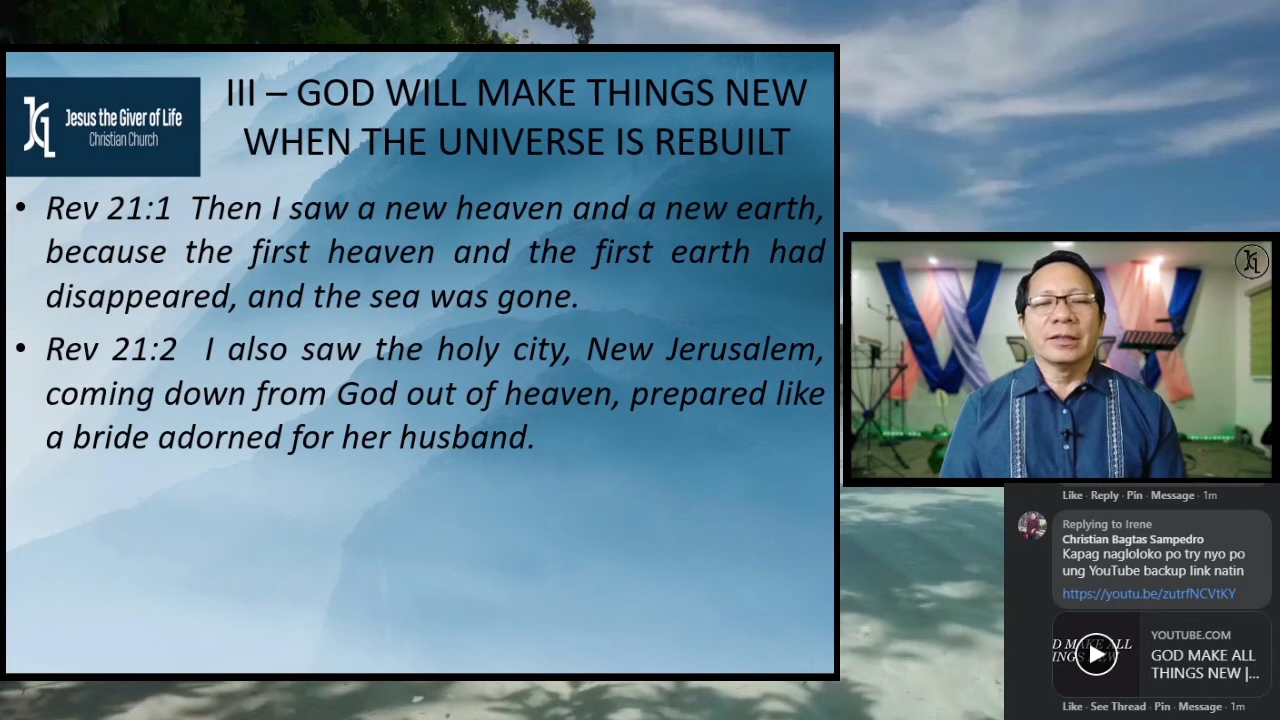 Jesus the Giver of Life
Christian Church
III – GOD WILL MAKE THINGS NEW
WHEN THE UNIVERSE IS REBUILT
• Rev 21:1 Then I saw a new heaven and a new earth,
because the first heaven and the first earth had
disappeared, and the sea was gone.
• Rev 21:2 I also saw the holy city, New Jerusalem,
coming down from God out of heaven, prepared like
a bride adorned for her husband.
Like · Reply · Pin · Message · 1m
Replying to Irene
Christian Bagtas Sampedro
Kapag nagloloko po try nyo po
ung YouTube backup link natin
https://youtu.be/zutrfNCVtKY
D MAKE ALL
INGS NEW
YOUTUBE.COM
GOD MAKE ALL
THINGS NEW |...
Like · See Thread · Pin · Message · 1m